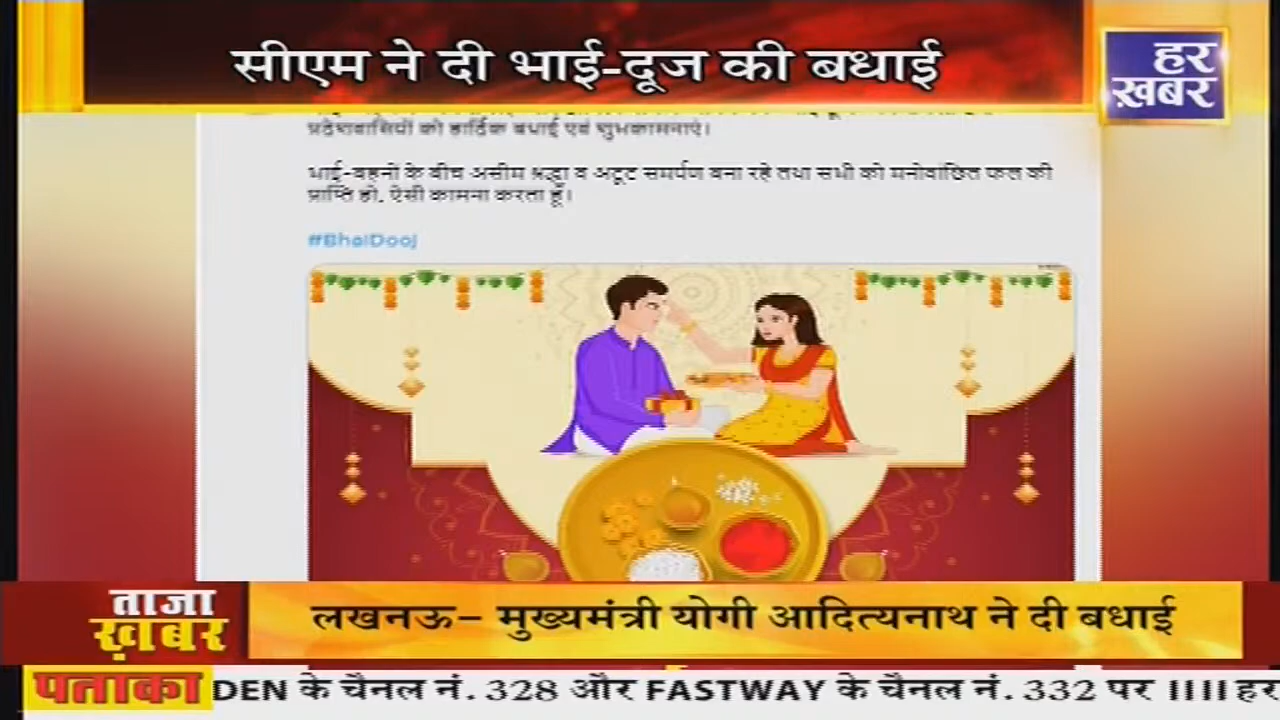 सीएम ने दी भाई-दूज की बधाई
हर
ख़बर
प्रदेशवासियों को हार्दिक बधाई एवं शुभकामनाएं।
भाई-बहनों के बीच असीम श्रद्धा व अटूट समर्पण बना रहे तथा सभी को मनोवांछित फल की
प्राप्ति हो, ऐसी कामना करता हूँ।
#BhaiDooj
ताजा
ख़बर
लखनऊ– मुख्यमंत्री योगी आदित्यनाथ ने दी बधाई
पताका
DEN के चैनल नं. 328 और FASTWAY के चैनल नं. 332 पर IIII हर